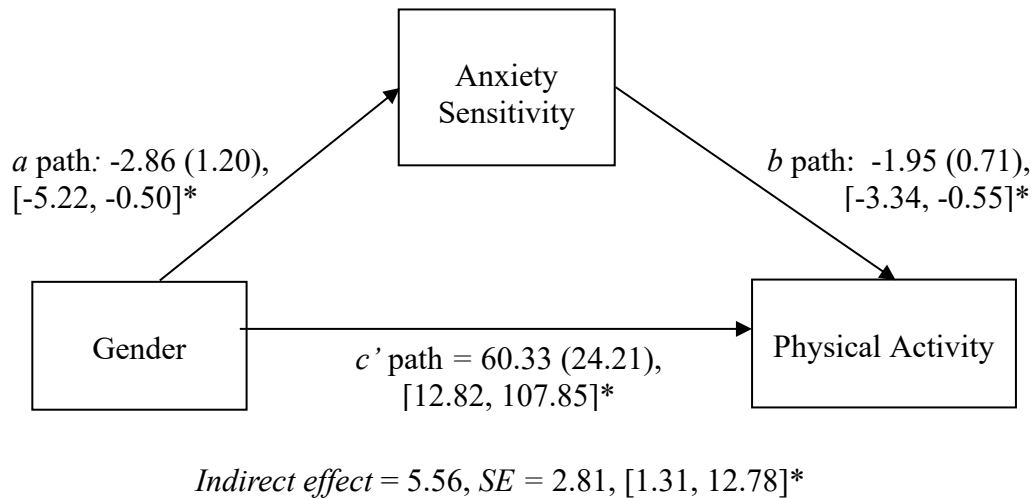 Anxiety
Sensitivity
a path: -2.86 (1.20),
[-5.22, -0.50]*
b path: -1.95 (0.71),
[-3.34, -0.55]*
Gender
Physical Activity
c’ path = 60.33 (24.21),
[12.82, 107.85]*
Indirect effect = 5.56, SE = 2.81, [1.31, 12.78]*